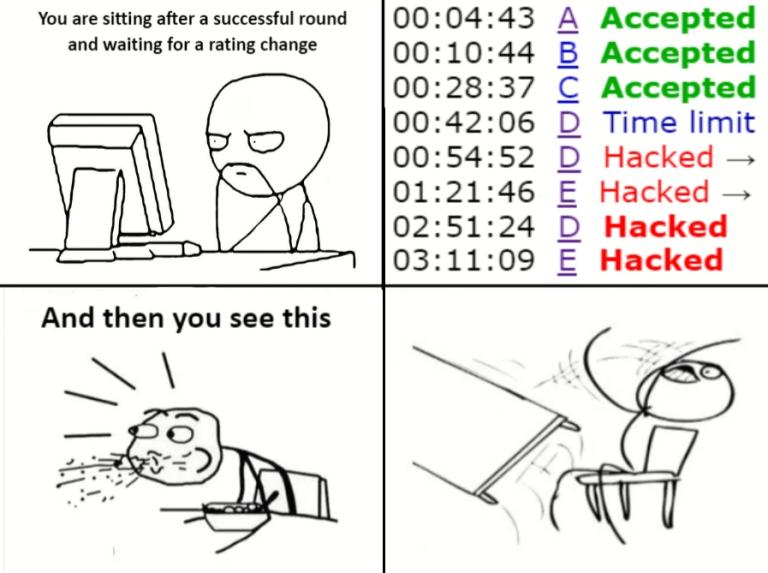 You are sitting after a successful round
and waiting for a rating change
00:04:43 A Accepted
00:10:44 B Accepted
00:28:37 C Accepted
00:42:06 D Time limit
00:54:52 D Hacked →
01:21:46 E Hacked →
02:51:24 D Hacked
03:11:09 E Hacked
And then you see this